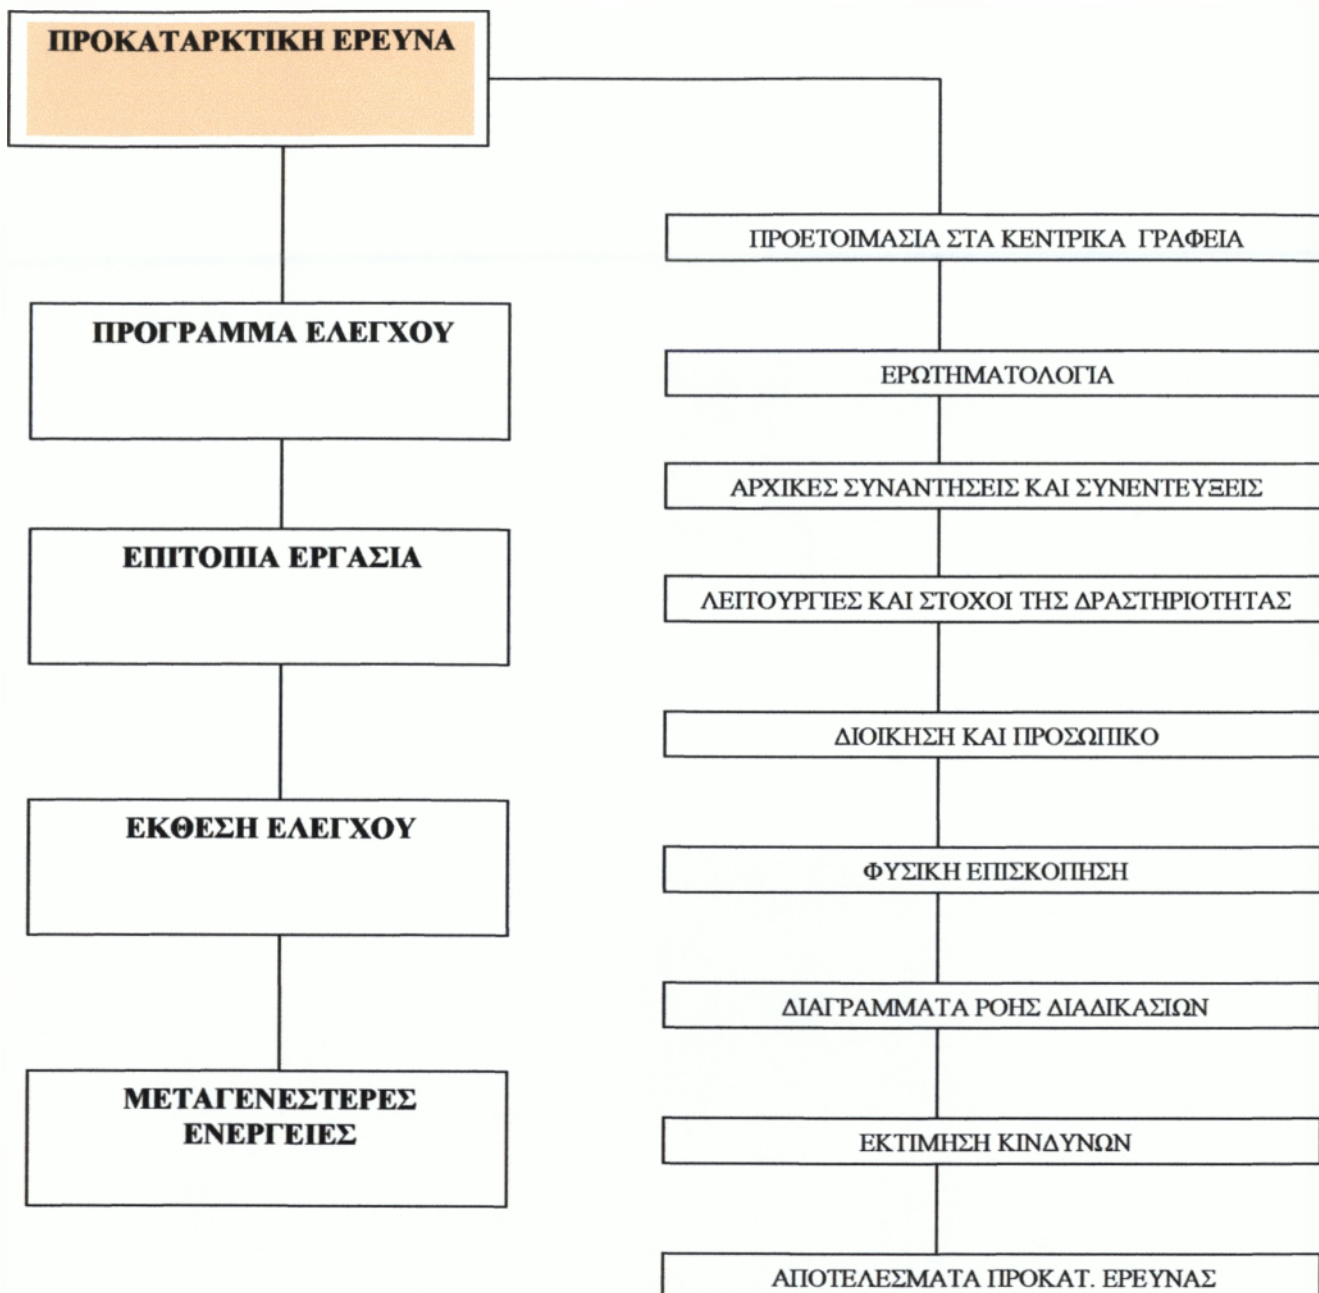 ΠΡΟΚΑΤΑΡΚΤΙΚΗ ΕΡΕΥΝΑ
ΠΡΟΓΡΑΜΜΑ ΕΛΕΓΧΟΥ
ΕΠΙΤΟΠΙΑ ΕΡΓΑΣΙΑ
ΕΚΘΕΣΗ ΕΛΕΓΧΟΥ
ΜΕΤΑΓΕΝΕΣΤΕΡΕΣ
ΕΝΕΡΓΕΙΕΣ
ΠΡΟΕΤΟΙΜΑΣΙΑ ΣΤΑ ΚΕΝΤΡΙΚΑ ΓΡΑΦΕΙΑ
ΕΡΩΤΗΜΑΤΟΛΟΓΙΑ
ΑΡΧΙΚΕΣ ΣΥΝΑΝΤΗΣΕΙΣ ΚΑΙ ΣΥΝΕΝΤΕΥΞΕΙΣ
ΛΕΙΤΟΥΡΓΙΕΣ ΚΑΙ ΣΤΟΧΟΙ ΤΗΣ ΔΡΑΣΤΗΡΙΟΤΗΤΑΣ
ΔΙΟΙΚΗΣΗ ΚΑΙ ΠΡΟΣΩΠΙΚΟ
ΦΥΣΙΚΗ ΕΠΙΣΚΟΠΗΣΗ
ΔΙΑΓΡΑΜΜΑΤΑ ΡΟΗΣ ΔΙΑΔΙΚΑΣΙΩΝ
ΕΚΤΙΜΗΣΗ ΚΙΝΔΥΝΩΝ
ΑΠΟΤΕΛΕΣΜΑΤΑ ΠΡΟΚΑΤ. ΕΡΕΥΝΑΣ